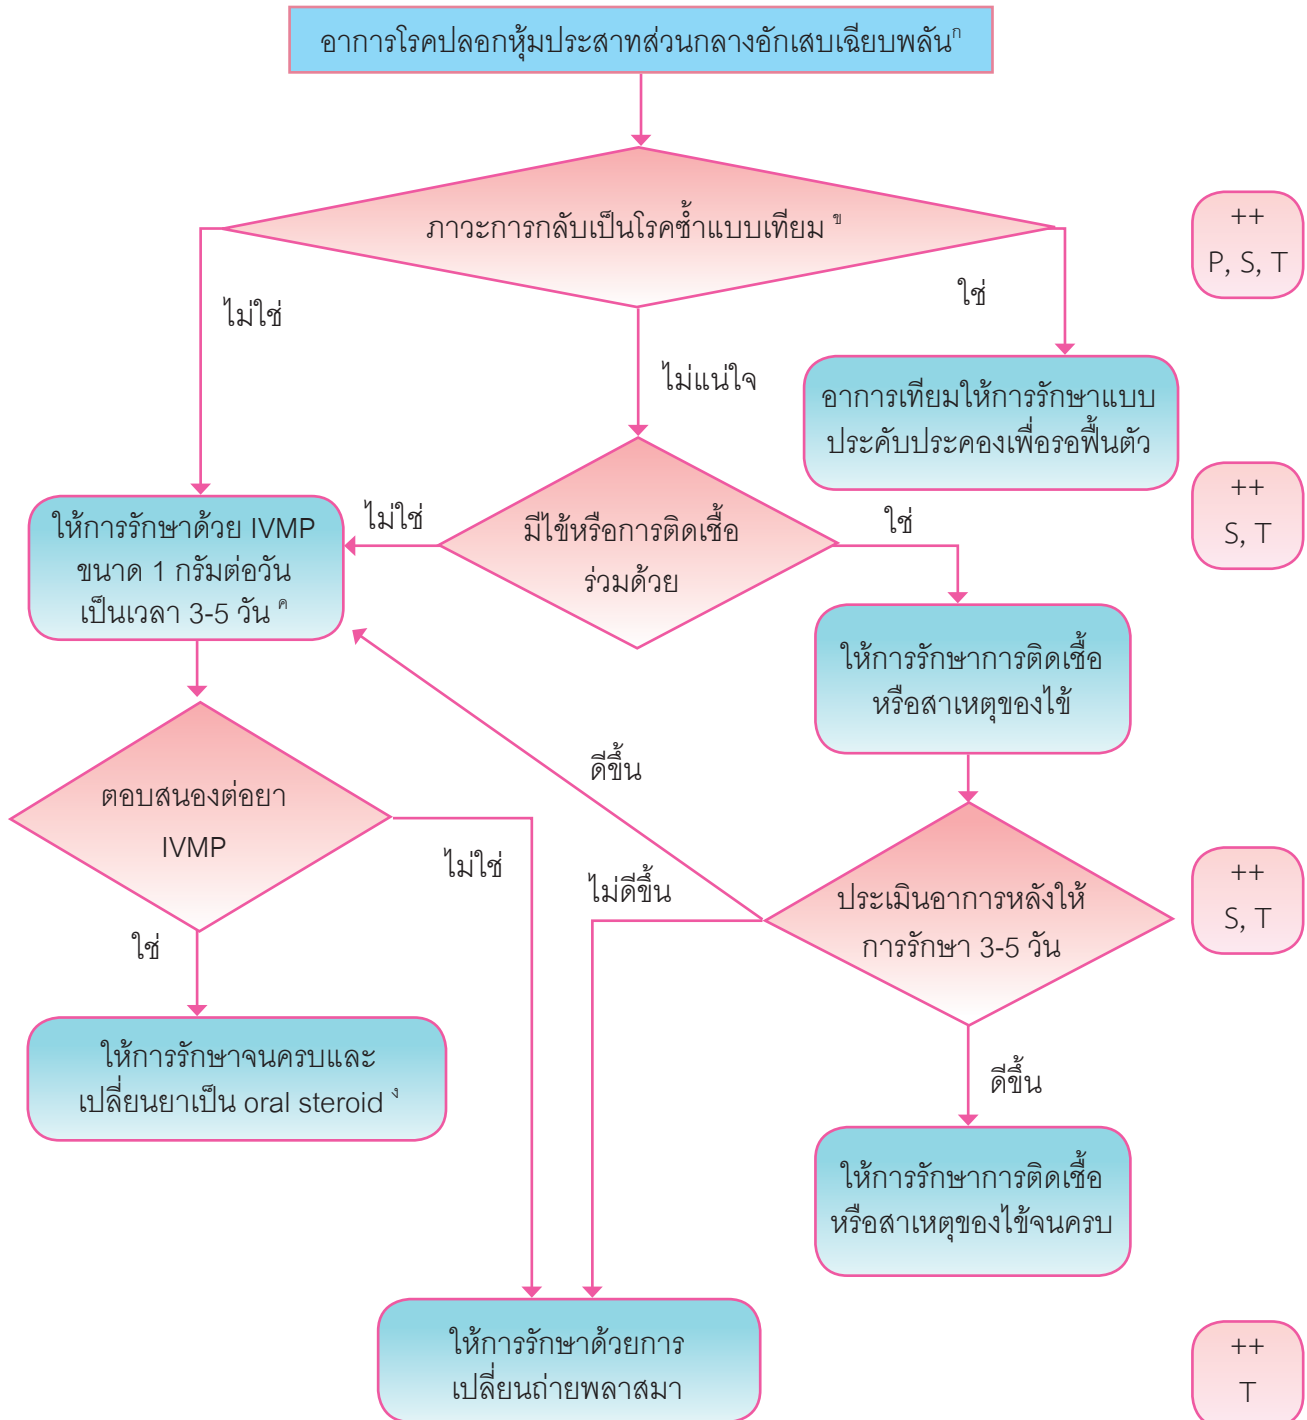 อาการโรคปลอกหุ้มประสาทส่วนกลางอักเสบเฉียบพลันก
ภาวะการกลับเป็นโรคซ้ำแบบเทียม ข
++
P, S, T
ไม่ใช่
ไม่แน่ใจ
ใช่
อาการเทียมให้การรักษาแบบ
ประคับประคองเพื่อรอฟื้นตัว
++
S, T
ให้การรักษาด้วย IVMP
ขนาด 1 กรัมต่อวัน
เป็นเวลา 3-5 วัน ค
ไม่ใช่
มีไข้หรือการติดเชื้อ
ร่วมด้วย
ใช่
ให้การรักษาการติดเชื้อ
หรือสาเหตุของไข้
ตอบสนองต่อยา
IVMP
ดีขึ้น
ไม่ใช่
ไม่ดีขึ้น
ประเมินอาการหลังให้
การรักษา 3-5 วัน
++
S, T
ใช่
ให้การรักษาจนครบและ
เปลี่ยนยาเป็น oral steroid ง
ดีขึ้น
ให้การรักษาการติดเชื้อ
หรือสาเหตุของไข้จนครบ
ให้การรักษาด้วยการ
เปลี่ยนถ่ายพลาสมา
++
T